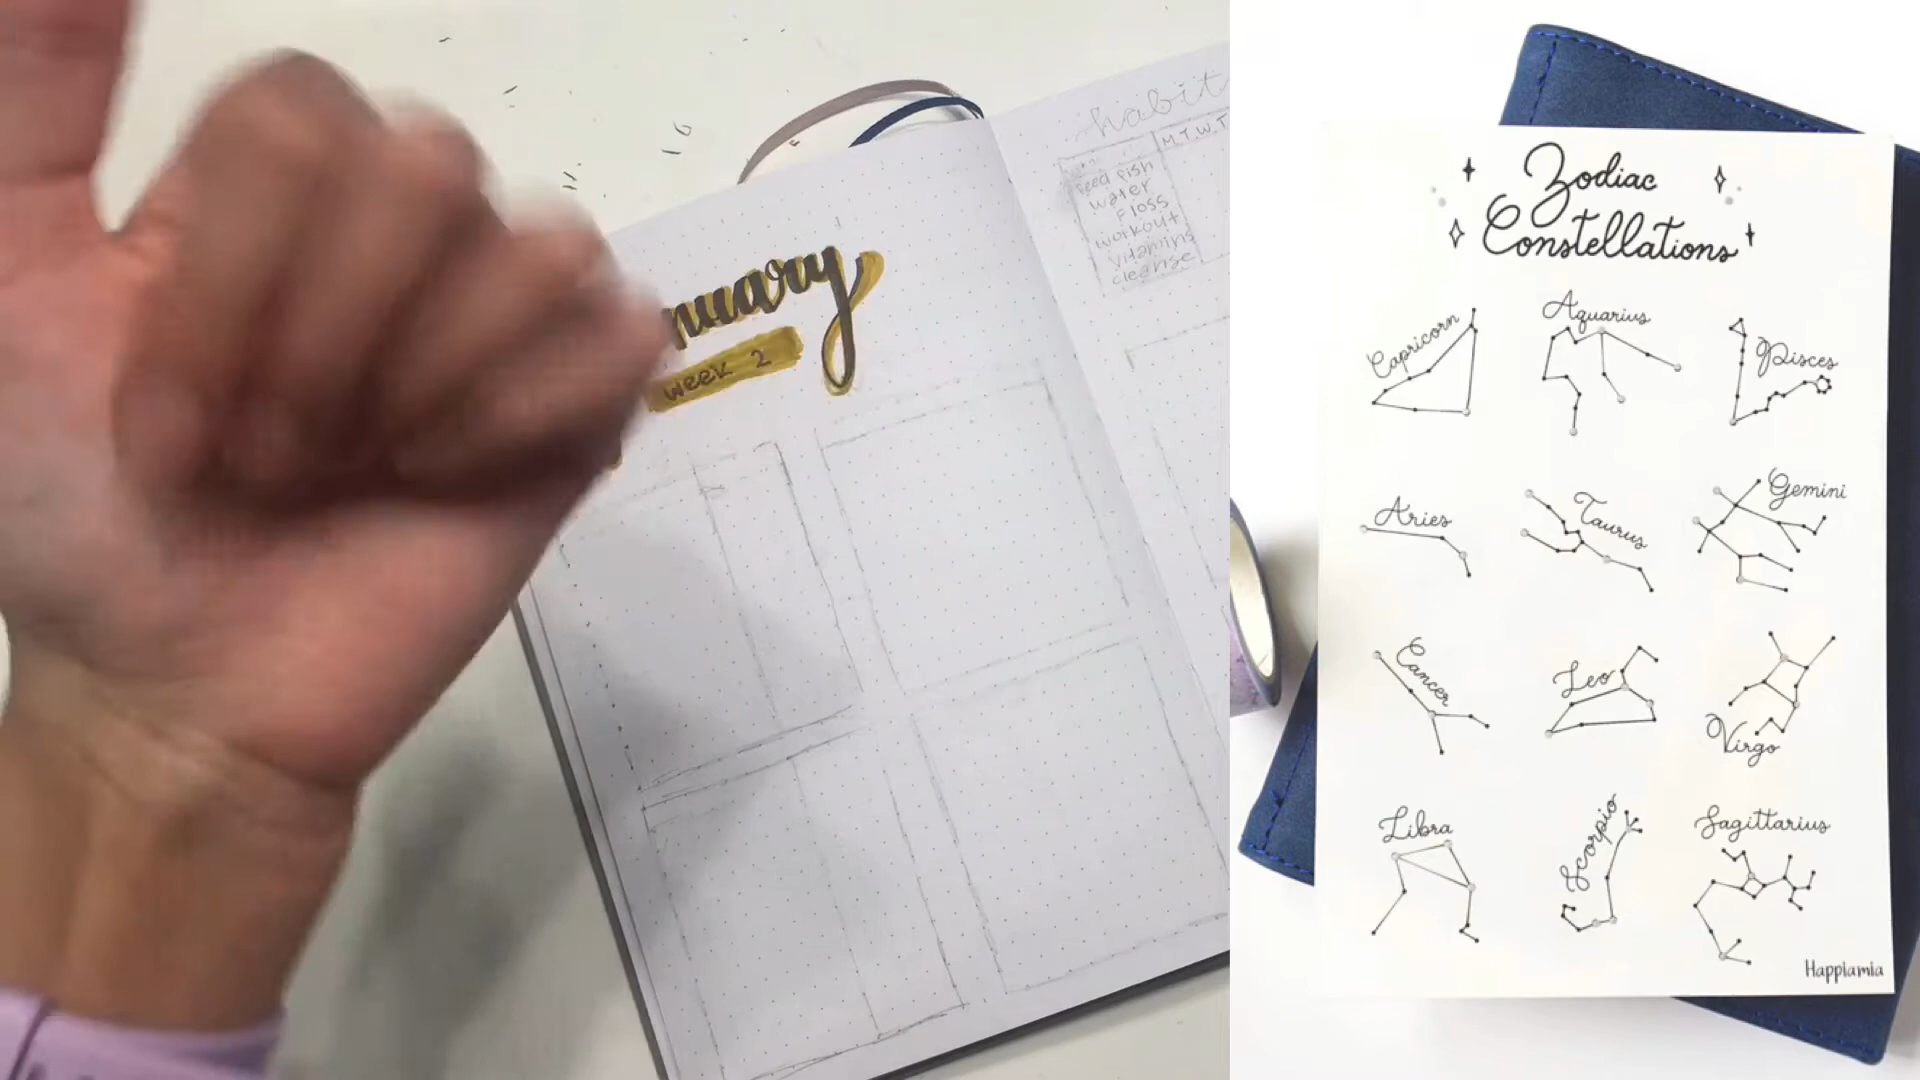 nuary
week 2
habit
M.T.W.T
feed fish
water
Floss
workout
vitamins
cleanse
Zodiac
Constellations
Capricorn
Aquarius
Pisces
Aries
Taurus
Gemini
Cancer
Leo
Virgo
Libra
Scorpio
Sagittarius
Happlamia